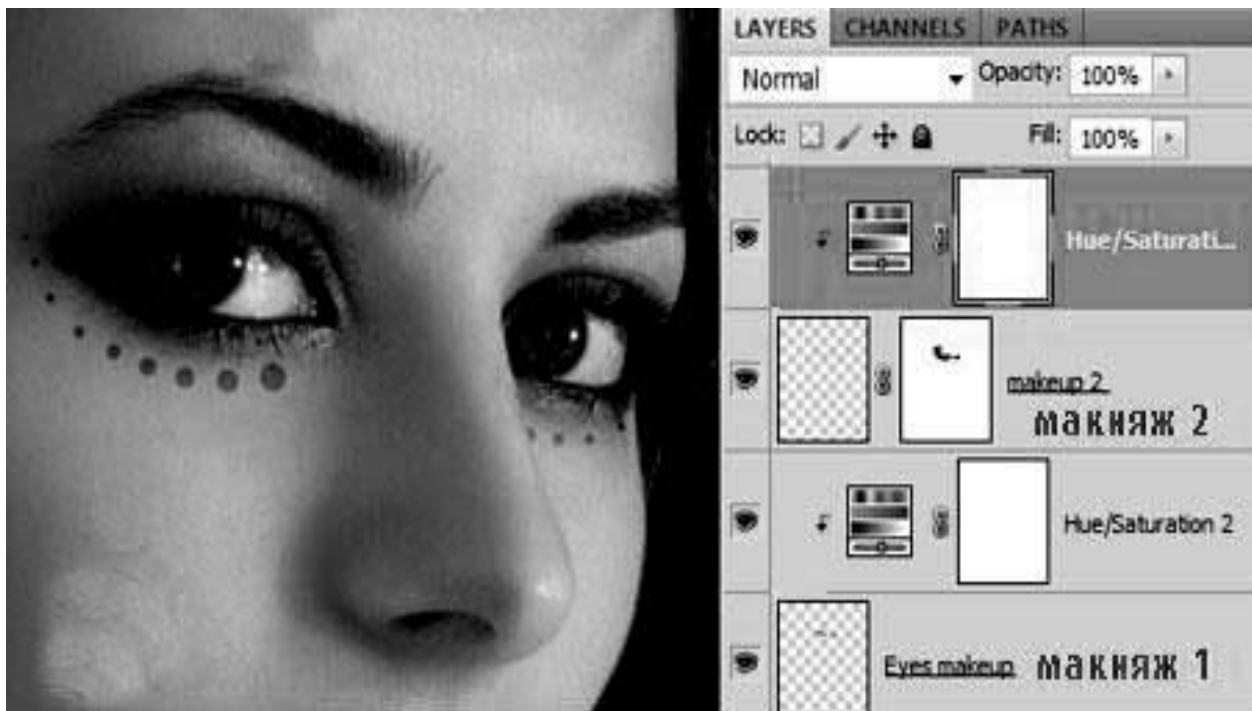 LAYERS CHANNELS PATHS
Normal Opacity: 100%
Lock: Fill: 100%
Hue/Saturati...
makeup 2
макияж 2
Hue/Saturation 2
Eyes makeup макияж 1